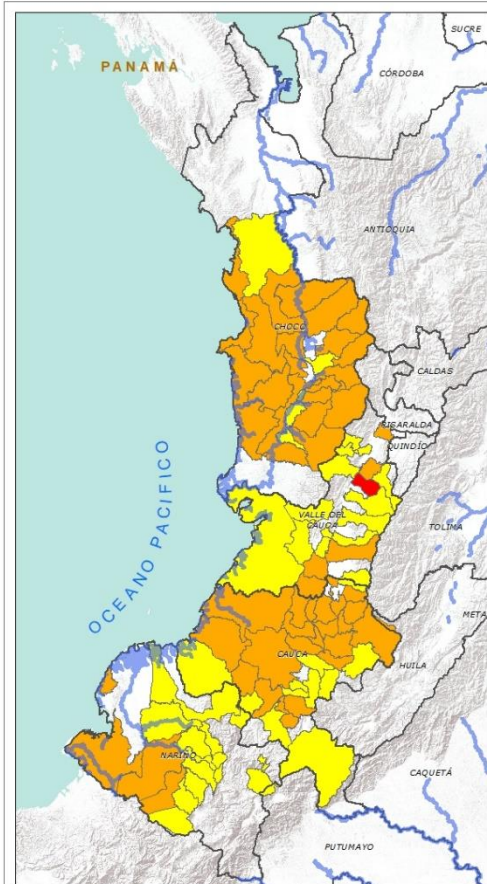 SUCRE
PANAMÁ
CÓRDOBA
ANTIOQUIA
CHOCÓ
CALDAS
RISARALDA
QUINDÍO
VALLE DEL
CAUCA
TOLIMA
OCEANO PACÍFICO
META
CAUCA
HUILA
NARIÑO
CAQUETÁ
PUTUMAYO